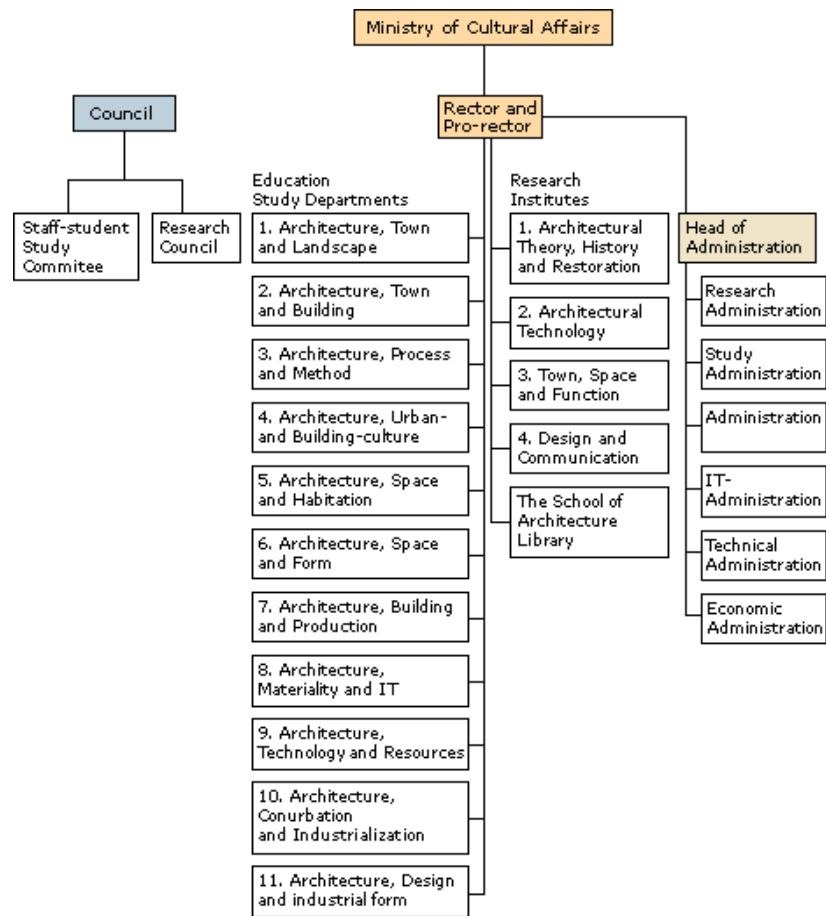 Ministry of Cultural Affairs
Council
Rector and
Pro-rector
Staff-student
Study
Commitee
Research
Council
Education
Study Departments
1. Architecture, Town
and Landscape
2. Architecture, Town
and Building
3. Architecture, Process
and Method
4. Architecture, Urban-
and Building-culture
5. Architecture, Space
and Habitation
6. Architecture, Space
and Form
7. Architecture, Building
and Production
8. Architecture,
Materiality and IT
9. Architecture,
Technology and Resources
10. Architecture,
Conurbation
and Industrialization
11. Architecture, Design
and industrial form
Research
Institutes
1. Architectural
Theory, History
and Restoration
2. Architectural
Technology
3. Town, Space
and Function
4. Design and
Communication
The School of
Architecture
Library
Head of
Administration
Research
Administration
Study
Administration
Administration
IT-
Administration
Technical
Administration
Economic
Administration